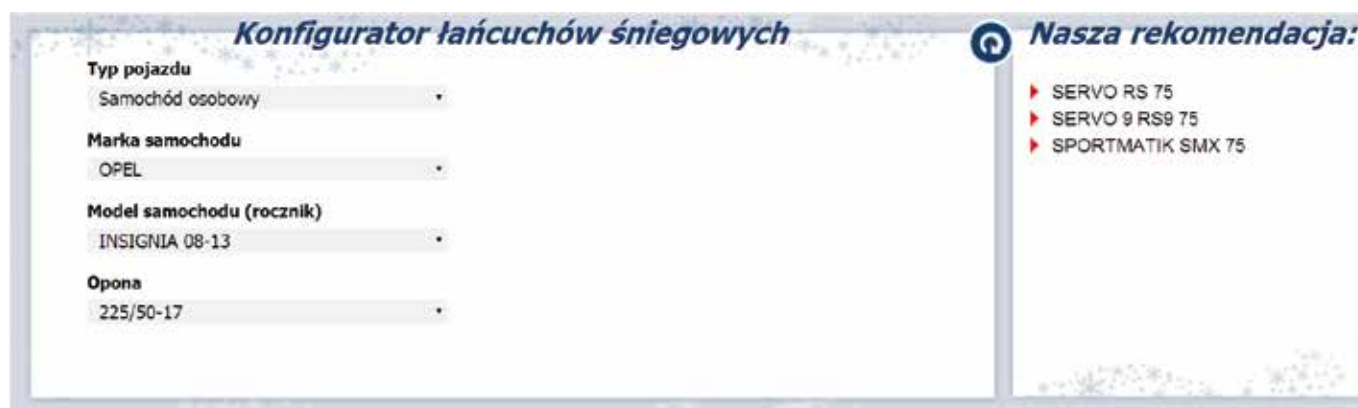 Konfigurator łańcuchów śniegowych
Typ pojazdu
Samochód osobowy
Marka samochodu
OPEL
Model samochodu (rocznik)
INSIGNIA 08-13
Opona
225/50-17
Nasza rekomendacja:
SERVO RS 75
SERVO 9 RS9 75
SPORTMATIK SMX 75